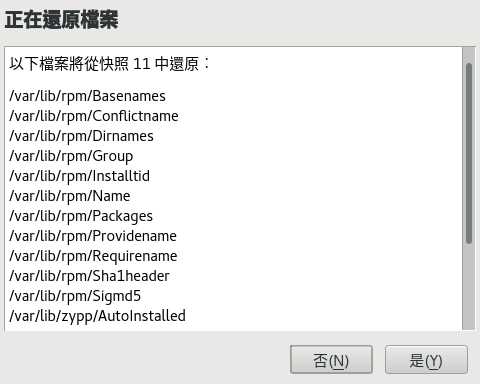 正在還原檔案
以下檔案將從快照 11 中還原：
/var/lib/rpm/Basenames
/var/lib/rpm/Conflictname
/var/lib/rpm/Dirnames
/var/lib/rpm/Group
/var/lib/rpm/Installtid
/var/lib/rpm/Name
/var/lib/rpm/Packages
/var/lib/rpm/Providename
/var/lib/rpm/Requirename
/var/lib/rpm/Sha1header
/var/lib/rpm/Sigmd5
/var/lib/zypp/AutoInstalled
否(N) 是(Y)